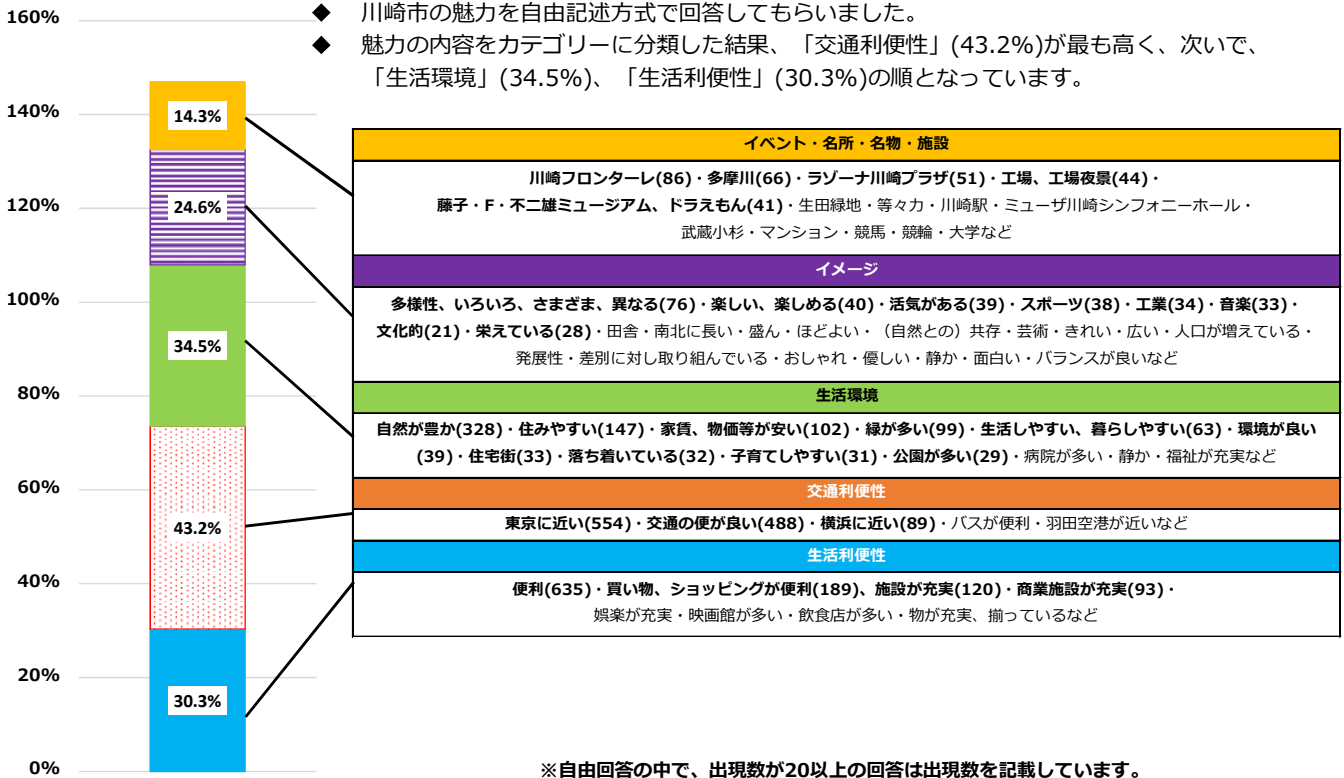 ◆ 川崎市の魅力を自由記述方式で回答してもらいました。
◆ 魅力の内容をカテゴリーに分類した結果、「交通利便性」(43.2%)が最も高く、次いで、
「生活環境」(34.5%)、「生活利便性」(30.3%)の順となっています。
160%
140%
120%
100%
80%
60%
40%
20%
0%
14.3%
24.6%
34.5%
43.2%
30.3%
イベント・名所・名物・施設
川崎フロンターレ(86)・多摩川(66)・ラゾーナ川崎プラザ(51)・工場、工場夜景(44)・
藤子・F・不二雄ミュージアム、ドラえもん(41)・生田緑地・等々力・川崎駅・ミューザ川崎シンフォニーホール・
武蔵小杉・マンション・競馬・競輪・大学など
イメージ
多様性、いろいろ、さまざま、異なる(76)・楽しい、楽しめる(40)・活気がある(39)・スポーツ(38)・工業(34)・音楽(33)・
文化的(21)・栄えている(28)・田舎・南北に長い・盛ん・ほどよい・（自然との）共存・芸術・きれい・広い・人口が増えている・
発展性・差別に対し取り組んでいる・おしゃれ・優しい・静か・面白い・バランスが良いなど
生活環境
自然が豊か(328)・住みやすい(147)・家賃、物価等が安い(102)・緑が多い(99)・生活しやすい、暮らしやすい(63)・環境が良い
(39)・住宅街(33)・落ち着いている(32)・子育てしやすい(31)・公園が多い(29)・病院が多い・静か・福祉が充実など
交通利便性
東京に近い(554)・交通の便が良い(488)・横浜に近い(89)・バスが便利・羽田空港が近いなど
生活利便性
便利(635)・買い物、ショッピングが便利(189)、施設が充実(120)・商業施設が充実(93)・
娯楽が充実・映画館が多い・飲食店が多い・物が充実、揃っているなど
※自由回答の中で、出現数が20以上の回答は出現数を記載しています。